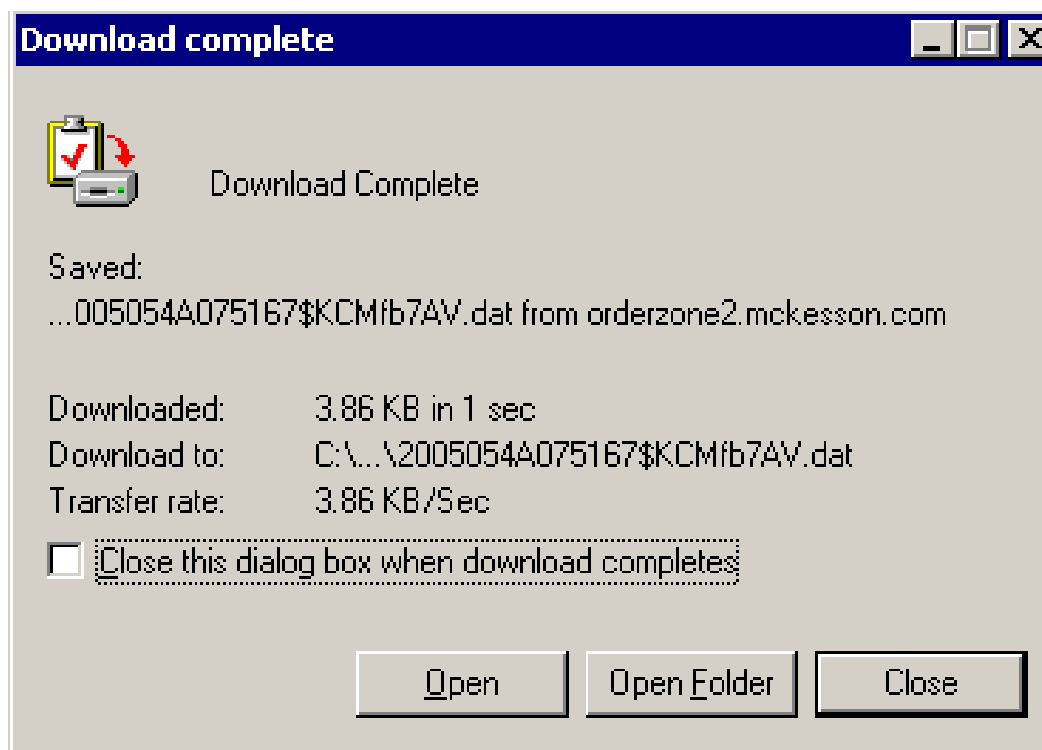 Download complete
Download Complete
Saved:
...005054A075167$KCMfb7AV.dat from orderzone2.mckesson.com
Downloaded: 3.86 KB in 1 sec
Download to: C:\...\2005054A075167$KCMfb7AV.dat
Transfer rate: 3.86 KB/Sec
Close this dialog box when download completes
Open Open Folder Close